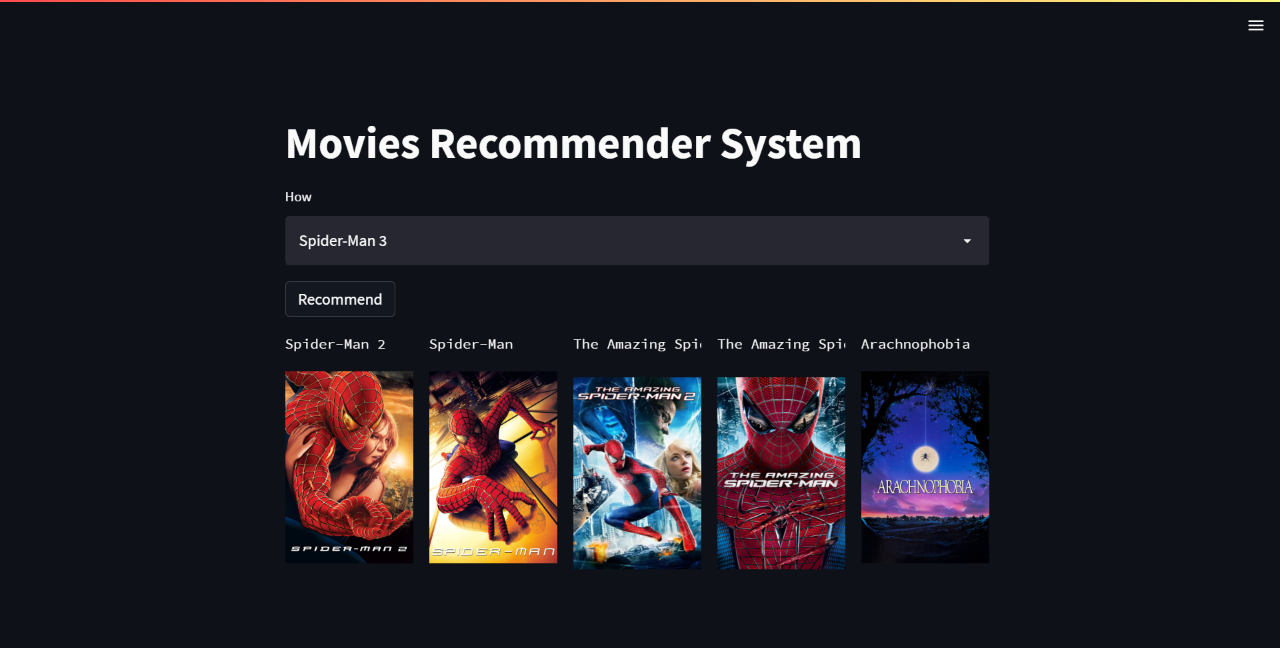 Movies Recommender System
How
Spider-Man 3
Recommend
Spider-Man 2
Spider-Man
The Amazing Spi
The Amazing Spi
Arachnophobia
SPIDER-MAN 2
SPIDER-MAN
THE AMAZING
SPIDER-MAN 2
THE AMAZING
SPIDER-MAN
ARACHNOPHOBIA